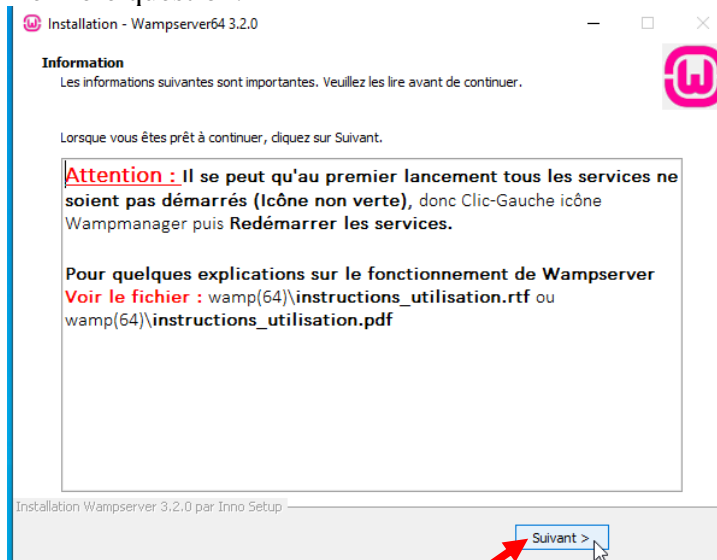 Installation - Wampserver64 3.2.0
Information
Les informations suivantes sont importantes. Veuillez les lire avant de continuer.
Lorsque vous êtes prêt à continuer, cliquez sur Suivant.
Attention : Il se peut qu'au premier lancement tous les services ne
soient pas démarrés (Icône non verte), donc Clic-Gauche icône
Wampmanager puis Redémarrer les services.
Pour quelques explications sur le fonctionnement de Wampserver
Voir le fichier : wamp(64)\instructions_utilisation.rtf ou
wamp(64)\instructions_utilisation.pdf
Installation Wampserver 3.2.0 par Inno Setup
Suivant >